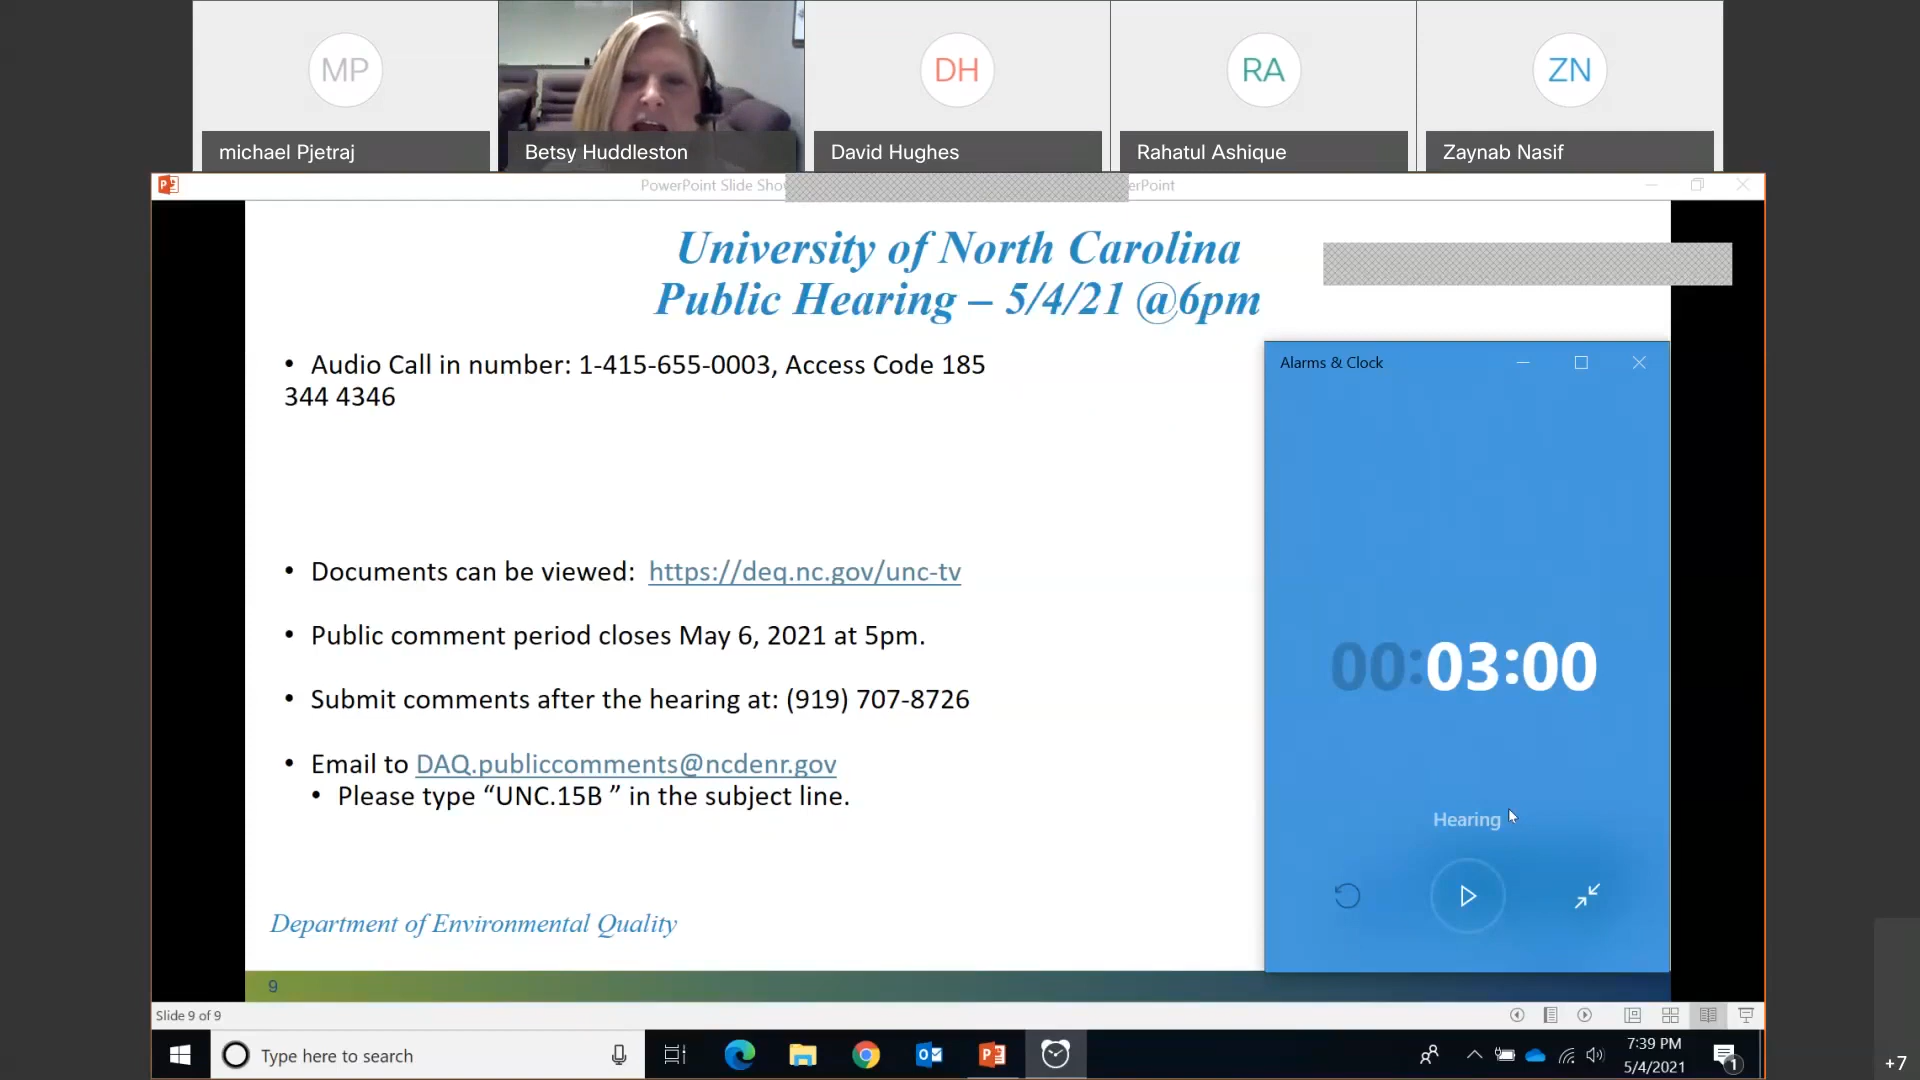 MP
DH
RA
ZN
michael Pjetraj
Betsy Huddleston
David Hughes
Rahatul Ashique
Zaynab Nasif
PowerPoint Slide Sho
erPoint
University of North Carolina
Public Hearing – 5/4/21 @6pm
• Audio Call in number: 1-415-655-0003, Access Code 185
344 4346
• Documents can be viewed: https://deq.nc.gov/unc-tv
• Public comment period closes May 6, 2021 at 5pm.
• Submit comments after the hearing at: (919) 707-8726
• Email to DAQ.publiccomments@ncdenr.gov
• Please type “UNC.15B ” in the subject line.
Department of Environmental Quality
9
Alarms & Clock
00:03:00
Hearing
Slide 9 of 9
Type here to search
7:39 PM
5/4/2021
1
+7